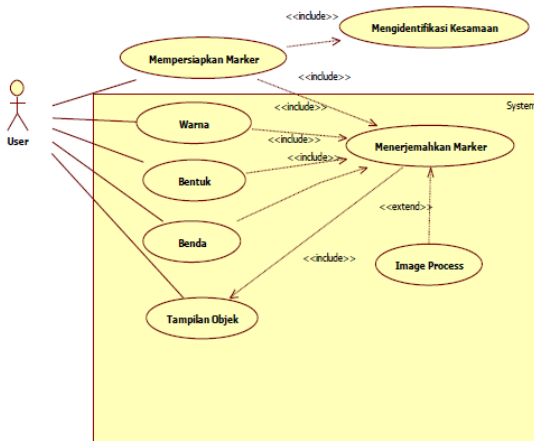 <<include>>
Mengidentifikasi Kesamaan
Mempersiapkan Marker
<<include>>
System
<<include>>
Warna
User
Menerjemahkan Marker
<<include>>
Bentuk
<<extend>>
Benda
<<include>>
Image Process
Tampilan Objek